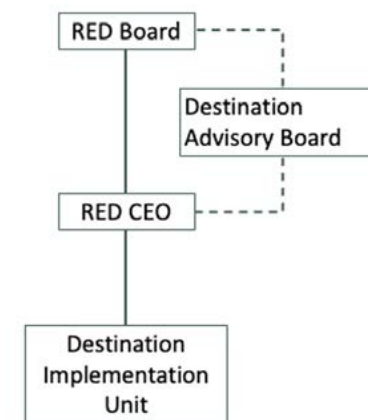 RED Board
Destination
Advisory Board
RED CEO
Destination
Implementation
Unit